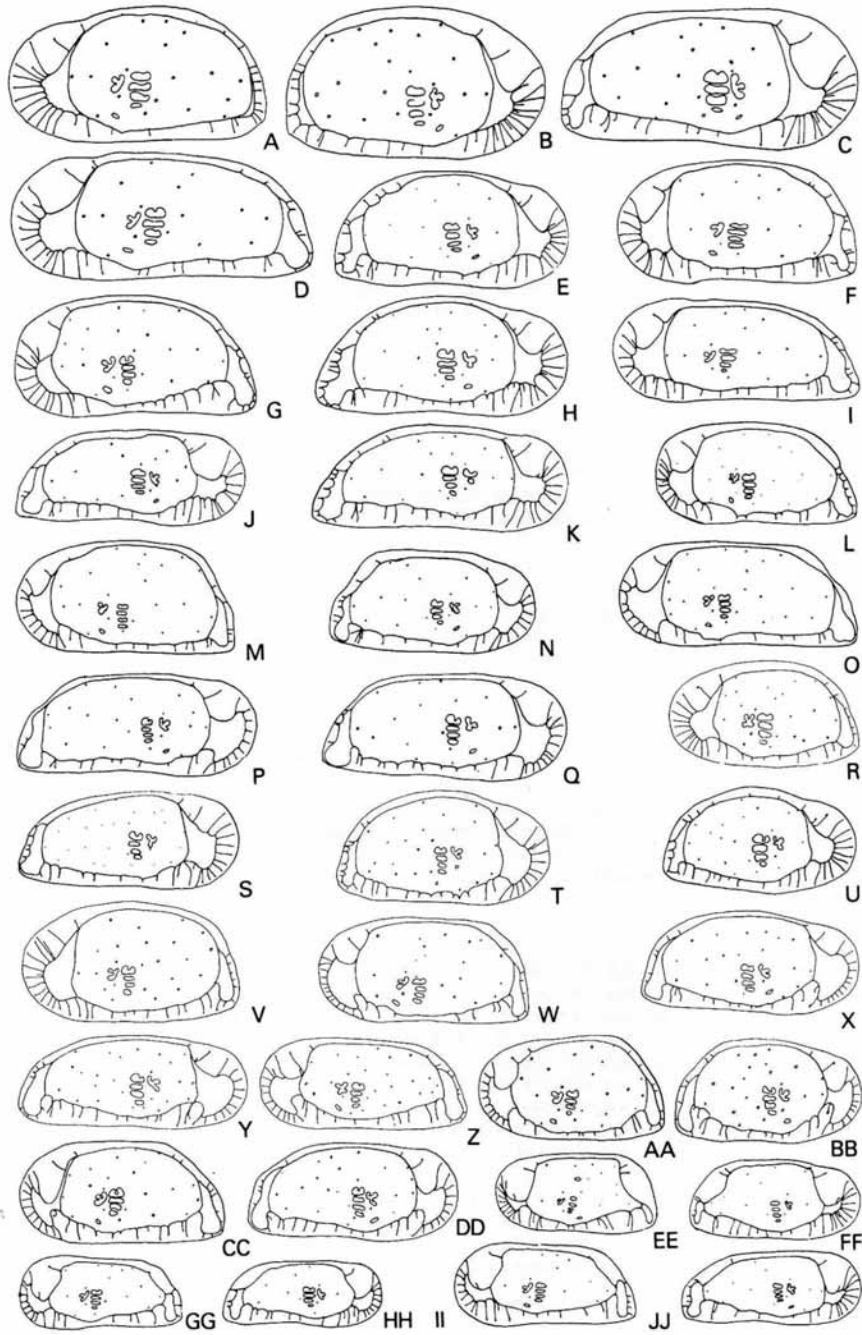 A B C
D E F
G H I
J K L
M N O
P Q R
S T U
V W X
Y Z AA BB
CC DD EE FF
GG HH II JJ